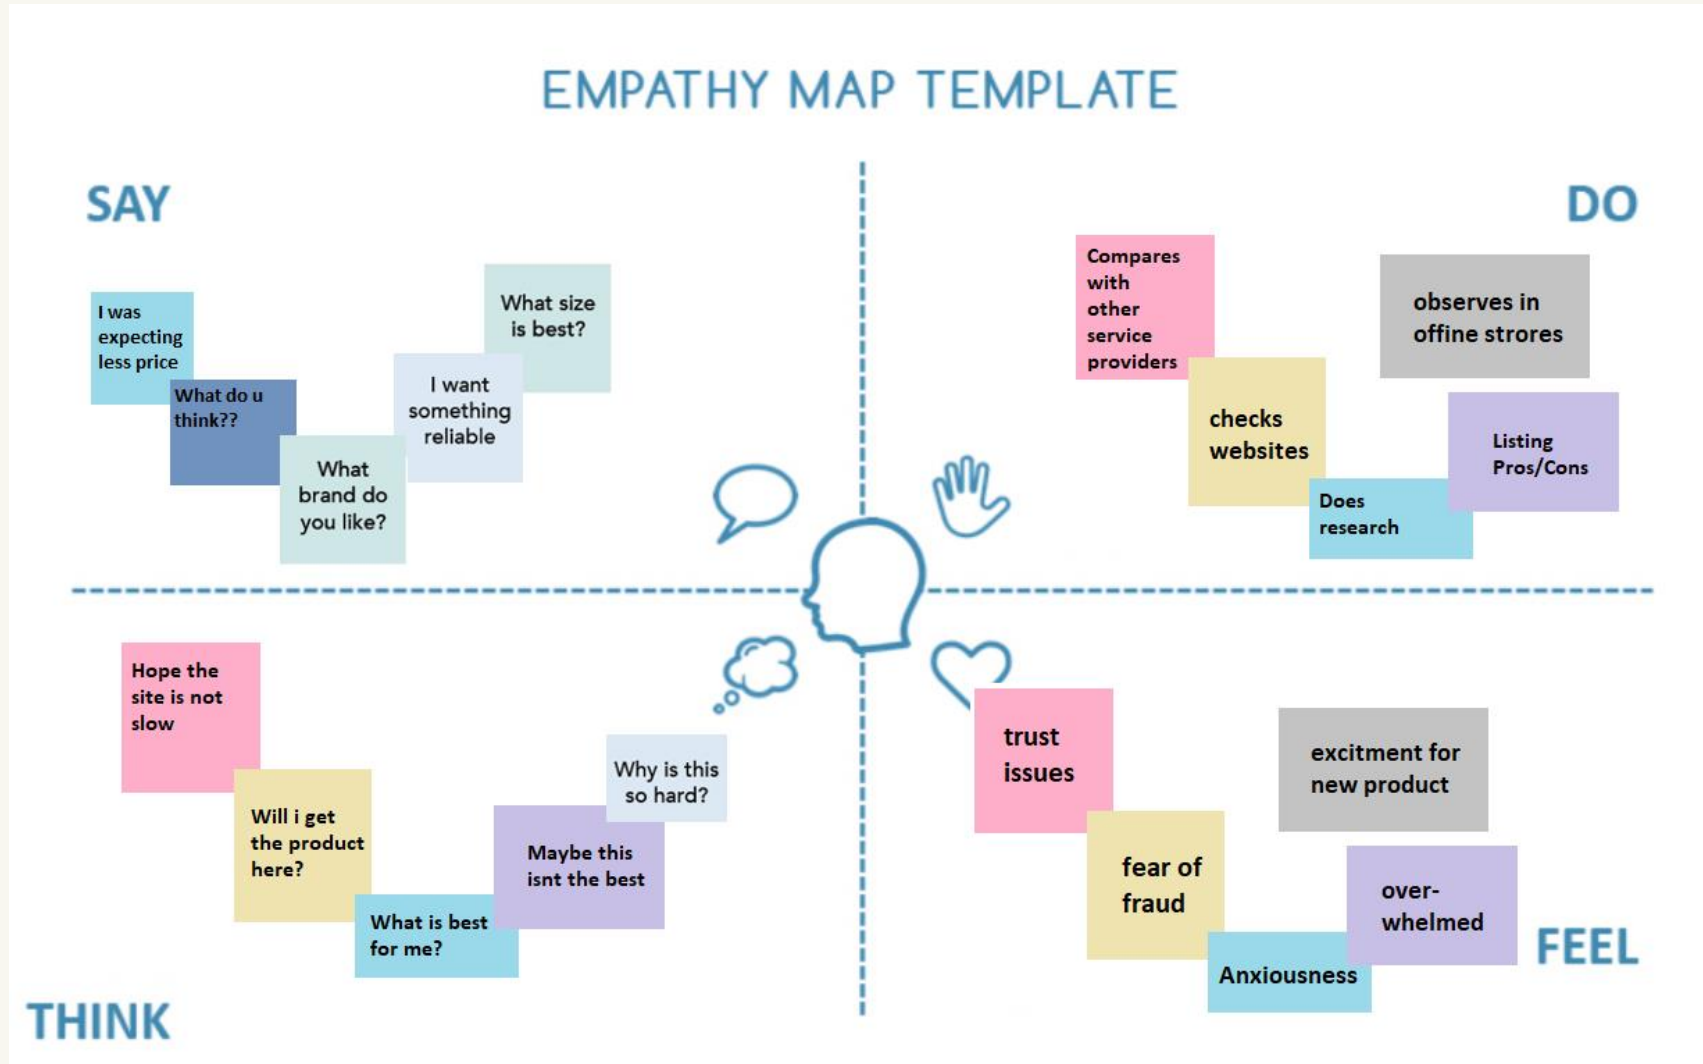 EMPATHY MAP TEMPLATE
SAY
I was
expecting
less price
What do u
think??
What
brand do
you like?
I want
something
reliable
What size
is best?
DO
Compares
with
other
service
providers
checks
websites
Does
research
Listing
Pros/Cons
observes in
offine strores
THINK
Hope the
site is not
slow
Will i get
the product
here?
What is best
for me?
Maybe this
isnt the best
Why is this
so hard?
FEEL
trust
issues
fear of
fraud
Anxiousness
over-
whelmed
excitment for
new product